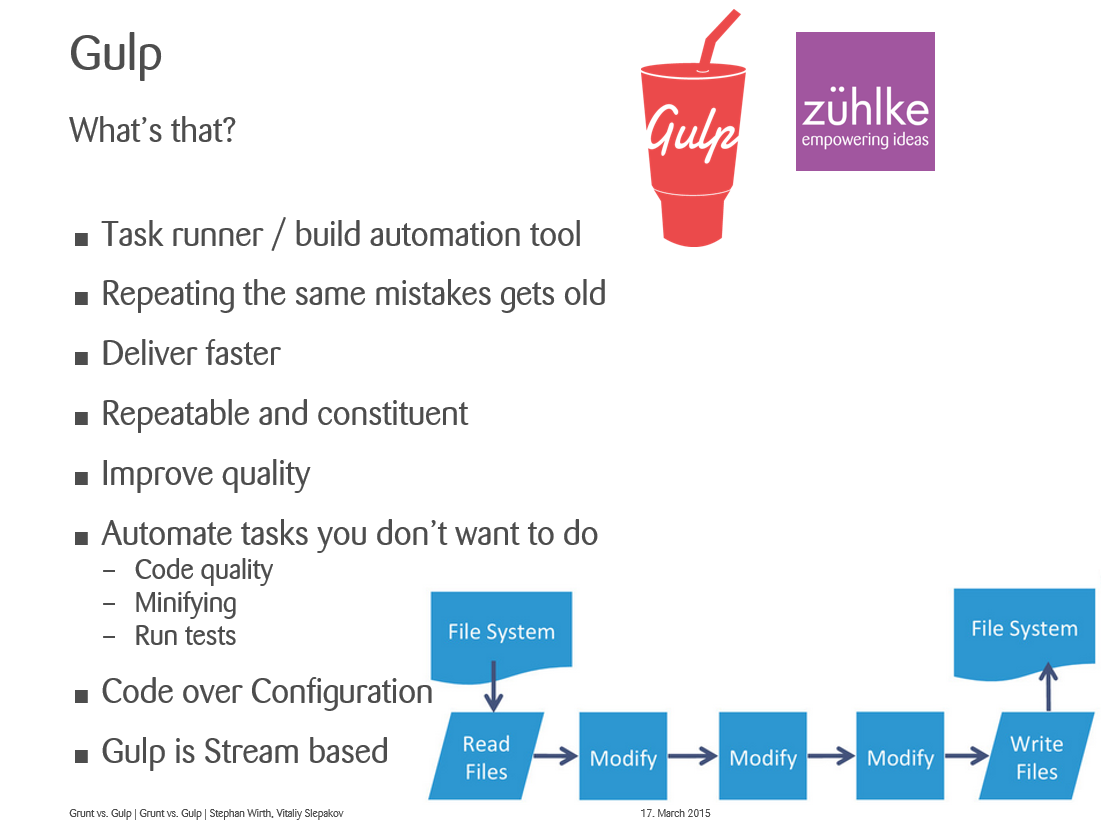 Gulp
What's that?
Gulp
zühlke
empowering ideas
■ Task runner / build automation tool
■ Repeating the same mistakes gets old
■ Deliver faster
■ Repeatable and constituent
■ Improve quality
■ Automate tasks you don't want to do
– Code quality
– Minifying
– Run tests
■ Code over Configuration
■ Gulp is Stream based
File System
Read
Files
Modify
Modify
Modify
Write
Files
File System
Grunt vs. Gulp | Grunt vs. Gulp | Stephan Wirth, Vitaliy Slepakov
17. March 2015